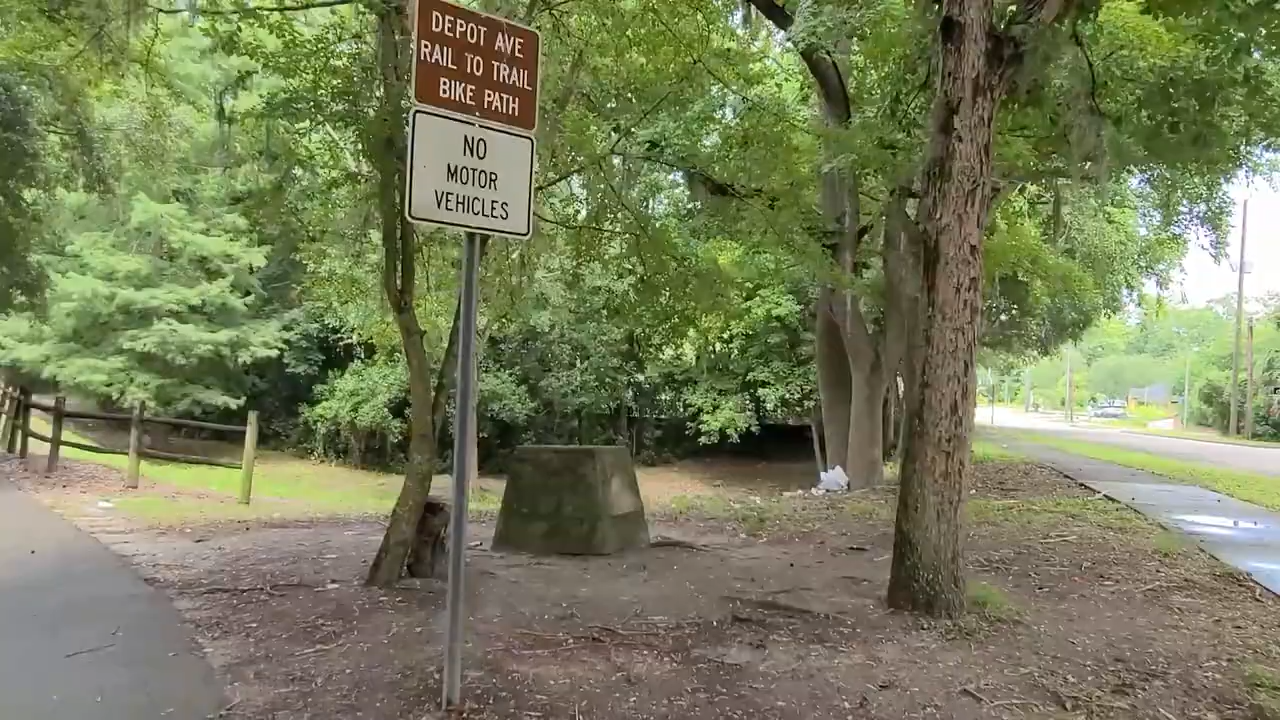 DEPOT AVE
RAIL TO TRAIL
BIKE PATH
NO
MOTOR
VEHICLES